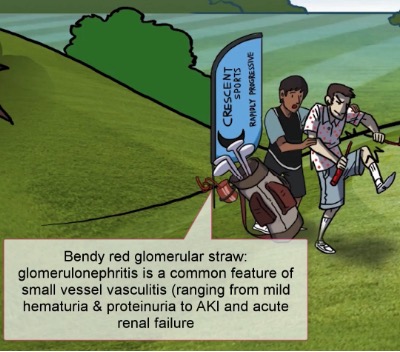 CRESCENT
SPORTS
RAPIDLY PROGRESSIVE
Bendy red glomerular straw:
glomerulonephritis is a common feature of
small vessel vasculitis (ranging from mild
hematuria & proteinuria to AKI and acute
renal failure